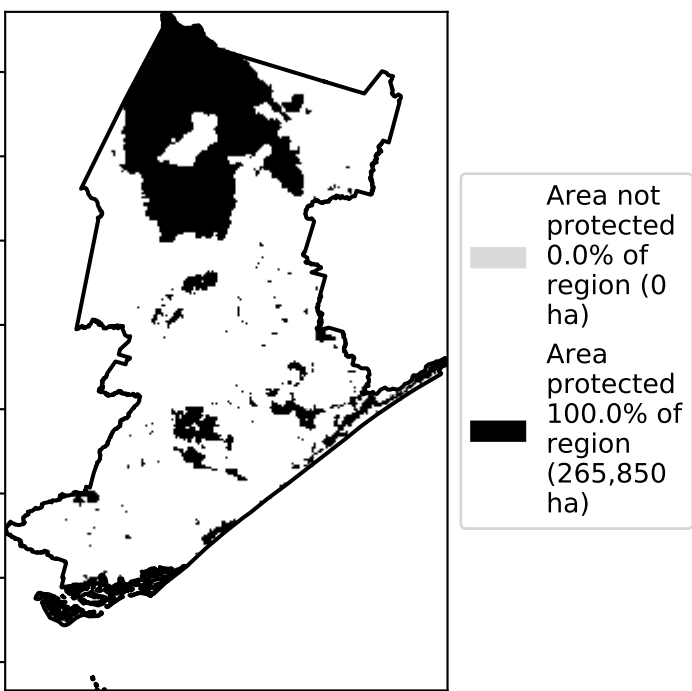 Area not
protected
0.0% of
region (0
ha)
Area
protected
100.0% of
region
(265,850
ha)